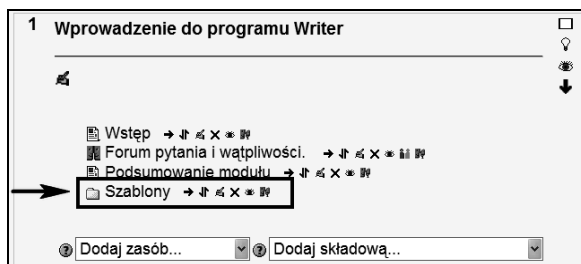 1 Wprowadzenie do programu Writer
Wstęp
Forum pytania i wątpliwości.
Podsumowanie modułu
Szablony
Dodaj zasób... Dodaj składową...